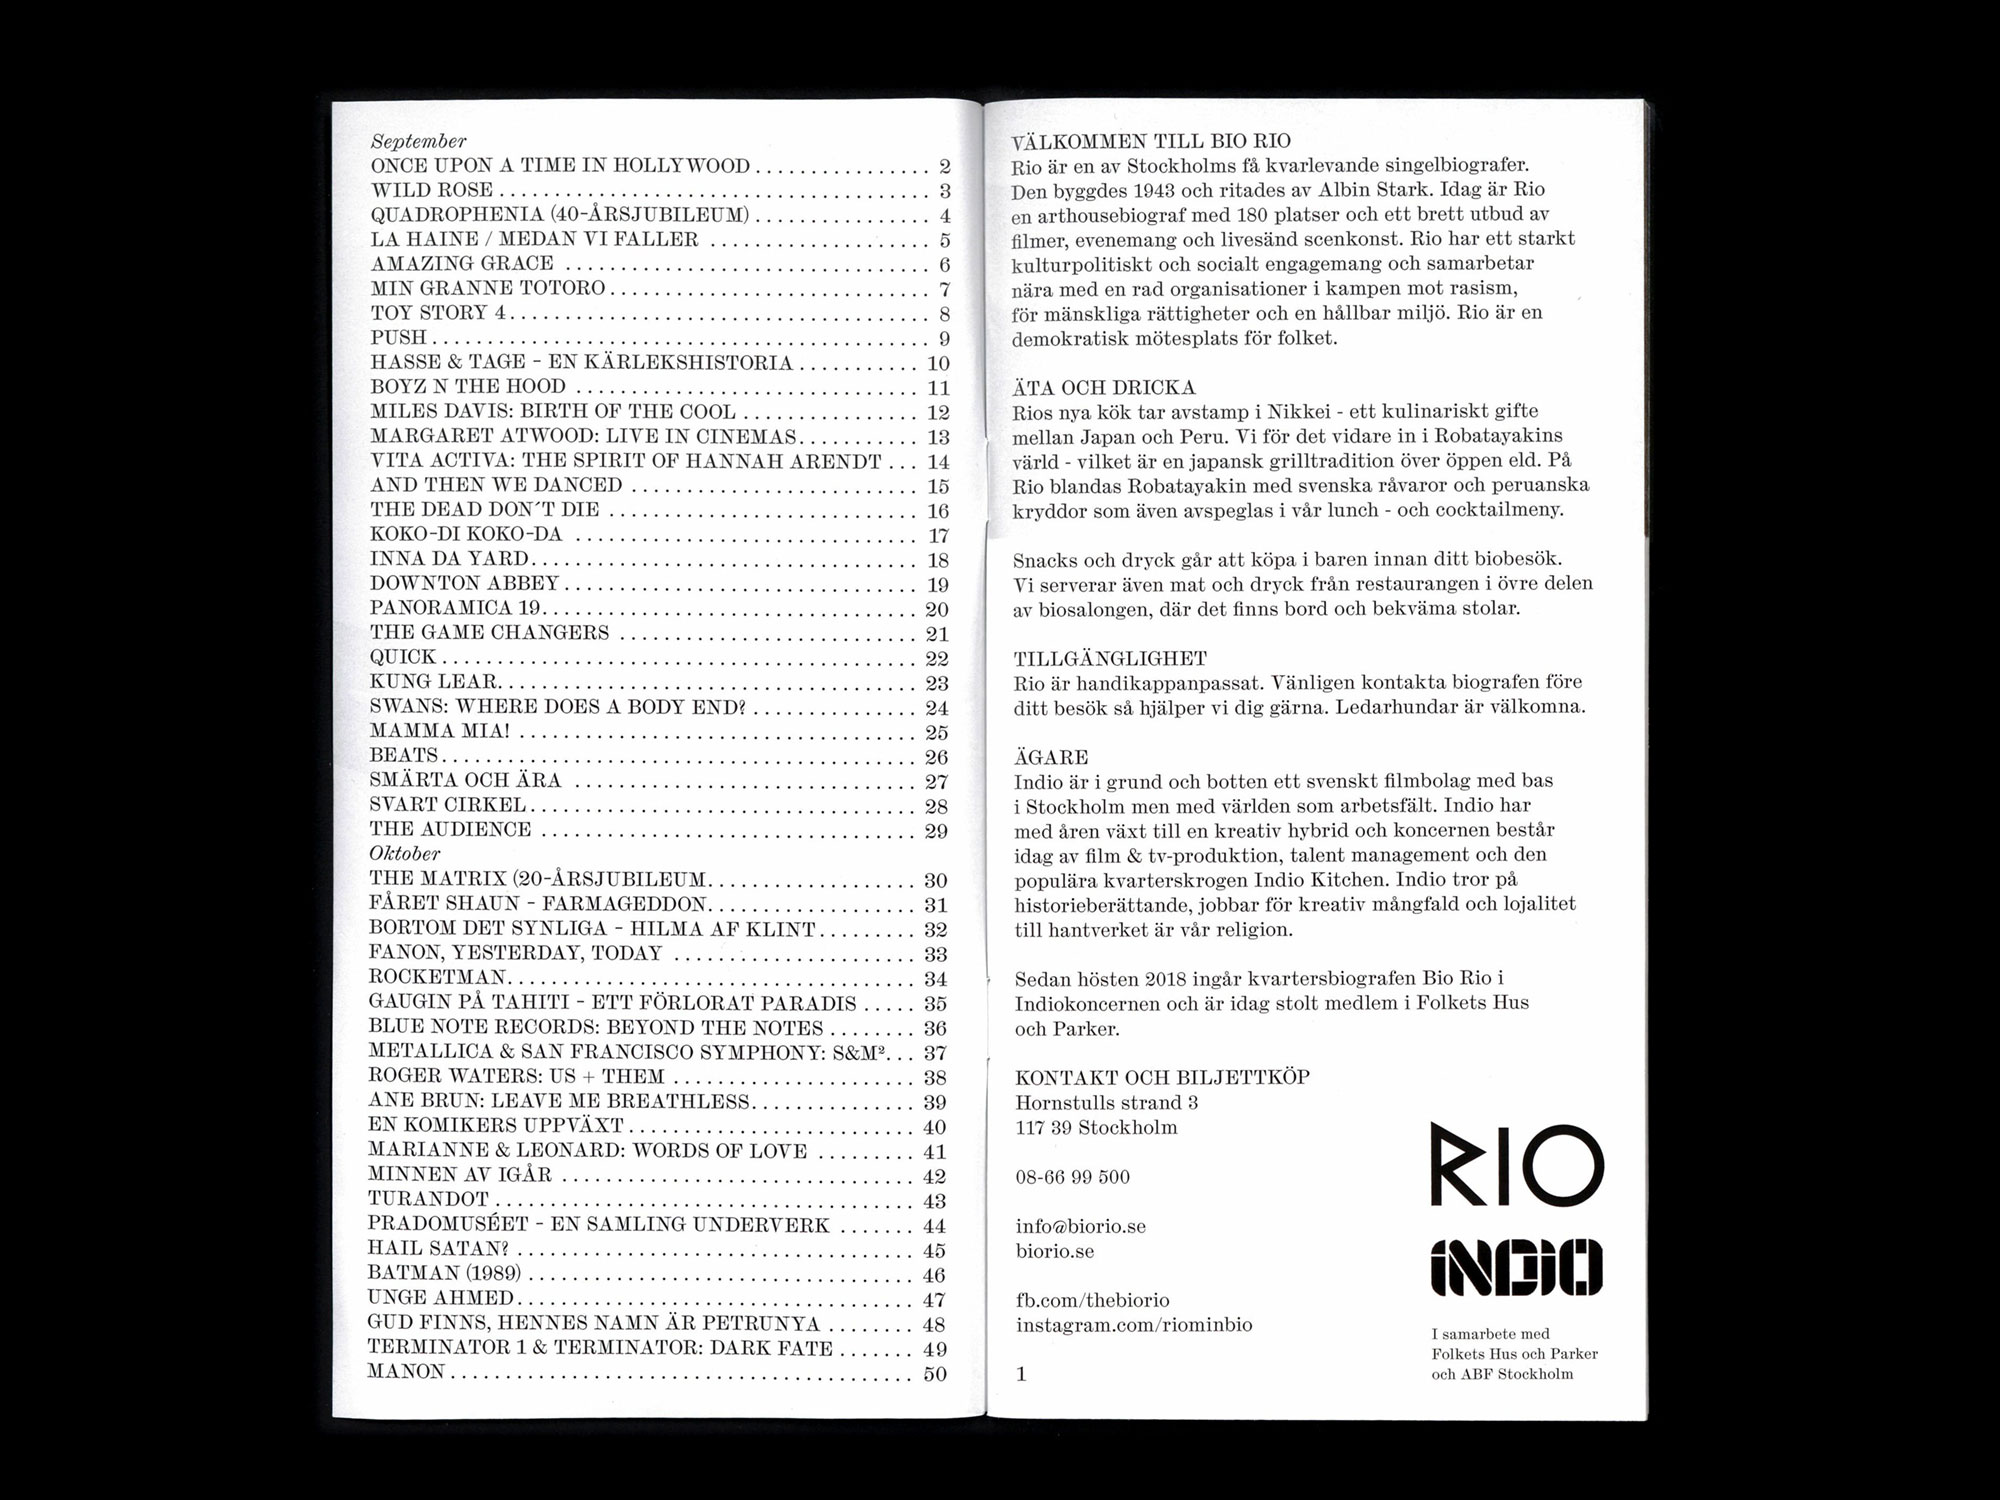 September
ONCE UPON A TIME IN HOLLYWOOD ................ 2
WILD ROSE ................ 3
QUADROPHENIA (40-ÅRSJUBILEUM) ................ 4
LA HAINE / MEDAN VI FALLER ................ 5
AMAZING GRACE ................ 6
MIN GRANNE TOTORO ................ 7
TOY STORY 4 ................ 8
PUSH ................ 9
HASSE & TAGE - EN KÄRLEKSHISTORIA ........... 10
BOYZ N THE HOOD ................ 11
MILES DAVIS: BIRTH OF THE COOL ................ 12
MARGARET ATWOOD: LIVE IN CINEMAS ........... 13
VITA ACTIVA: THE SPIRIT OF HANNAH ARENDT ... 14
AND THEN WE DANCED ................ 15
THE DEAD DON´T DIE ................ 16
KOKO-DI KOKO-DA ................ 17
INNA DA YARD ................ 18
DOWNTON ABBEY ................ 19
PANORAMICA 19 ................ 20
THE GAME CHANGERS ................ 21
QUICK ................ 22
KUNG LEAR ................ 23
SWANS: WHERE DOES A BODY END? ............... 24
MAMMA MIA! ................ 25
BEATS ................ 26
SMÄRTA OCH ÄRA ................ 27
SVART CIRKEL ................ 28
THE AUDIENCE ................ 29
Oktober
THE MATRIX (20-ÅRSJUBILEUM ................ 30
FÅRET SHAUN - FARMAGEDDON ................ 31
BORTOM DET SYNLIGA - HILMA AF KLINT ......... 32
FANON, YESTERDAY, TODAY ................ 33
ROCKETMAN ................ 34
GAUGIN PÅ TAHITI - ETT FÖRLORAT PARADIS ..... 35
BLUE NOTE RECORDS: BEYOND THE NOTES ........ 36
METALLICA & SAN FRANCISCO SYMPHONY: S&M² ... 37
ROGER WATERS: US + THEM ................ 38
ANE BRUN: LEAVE ME BREATHLESS ............... 39
EN KOMIKERS UPPVÄXT ................ 40
MARIANNE & LEONARD: WORDS OF LOVE ......... 41
MINNEN AV IGÅR ................ 42
TURANDOT ................ 43
PRADOMUSÉET - EN SAMLING UNDERVERK ....... 44
HAIL SATAN? ................ 45
BATMAN (1989) ................ 46
UNGE AHMED ................ 47
GUD FINNS, HENNES NAMN ÄR PETRUNYA ........ 48
TERMINATOR 1 & TERMINATOR: DARK FATE ....... 49
MANON ................ 50
VÄLKOMMEN TILL BIO RIO
Rio är en av Stockholms få kvarlevande singelbiografer.
Den byggdes 1943 och ritades av Albin Stark. Idag är Rio
en arthousebiograf med 180 platser och ett brett utbud av
filmer, evenemang och livesänd scenkonst. Rio har ett starkt
kulturpolitiskt och socialt engagemang och samarbetar
nära med en rad organisationer i kampen mot rasism,
för mänskliga rättigheter och en hållbar miljö. Rio är en
demokratisk mötesplats för folket.
ÄTA OCH DRICKA
Rios nya kök tar avstamp i Nikkei - ett kulinariskt gifte
mellan Japan och Peru. Vi för det vidare in i Robatayakins
värld - vilket är en japansk grilltradition över öppen eld. På
Rio blandas Robatayakin med svenska råvaror och peruanska
kryddor som även avspeglas i vår lunch - och cocktailmeny.
Snacks och dryck går att köpa i baren innan ditt biobesök.
Vi serverar även mat och dryck från restaurangen i övre delen
av biosalongen, där det finns bord och bekväma stolar.
TILLGÄNGLIGHET
Rio är handikappanpassat. Vänligen kontakta biografen före
ditt besök så hjälper vi dig gärna. Ledarhundar är välkomna.
ÄGARE
Indio är i grund och botten ett svenskt filmbolag med bas
i Stockholm men med världen som arbetsfält. Indio har
med åren växt till en kreativ hybrid och koncernen består
idag av film & tv-produktion, talent management och den
populära kvarterskrogen Indio Kitchen. Indio tror på
historieberättande, jobbar för kreativ mångfald och lojalitet
till hantverket är vår religion.
Sedan hösten 2018 ingår kvartersbiografen Bio Rio i
Indiokoncernen och är idag stolt medlem i Folkets Hus
och Parker.
KONTAKT OCH BILJETTKÖP
Hornstulls strand 3
117 39 Stockholm
08-66 99 500
info@biorio.se
biorio.se
fb.com/thebiorio
instagram.com/riominbio
1
RIO
INDIO
I samarbete med
Folkets Hus och Parker
och ABF Stockholm